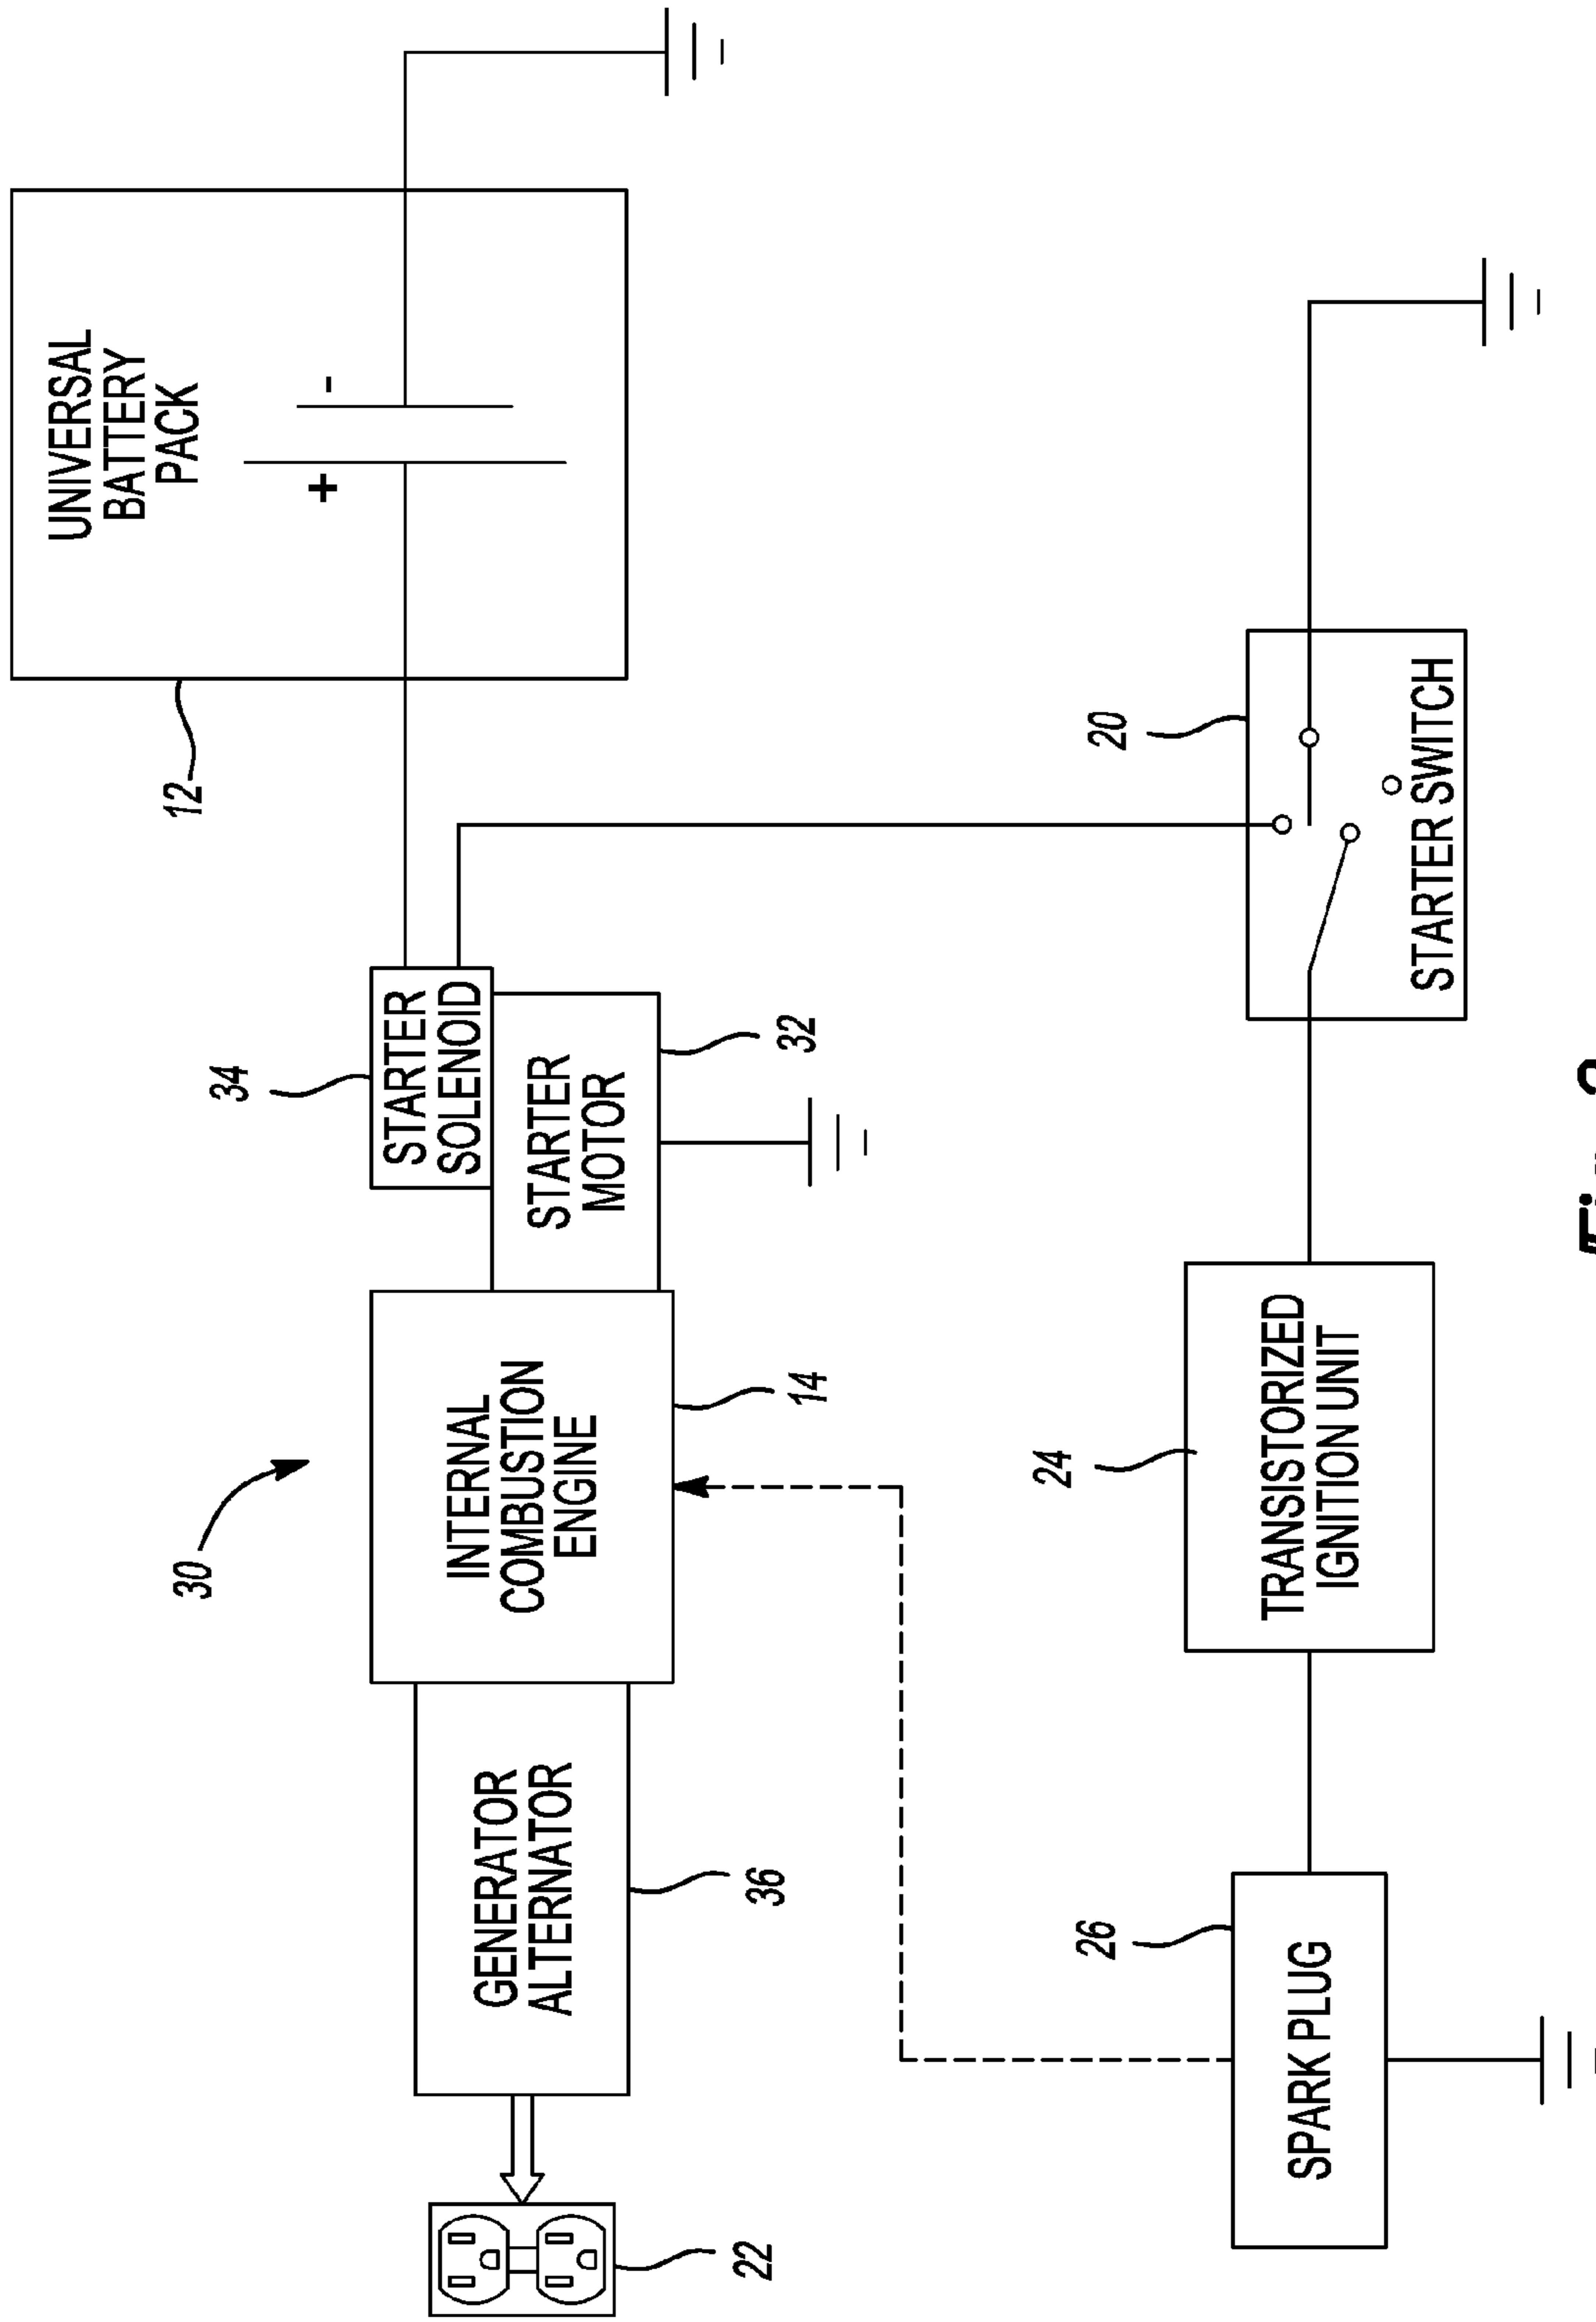 30
34
12
UNIVERSAL
BATTERY
PACK
+
-
22
GENERATOR
ALTERNATOR
36
INTERNAL
COMBUSTION
ENGINE
14
STARTER
SOLENOID
STARTER
MOTOR
32
26
SPARK PLUG
24
TRANSISTORIZED
IGNITION UNIT
20
STARTER SWITCH